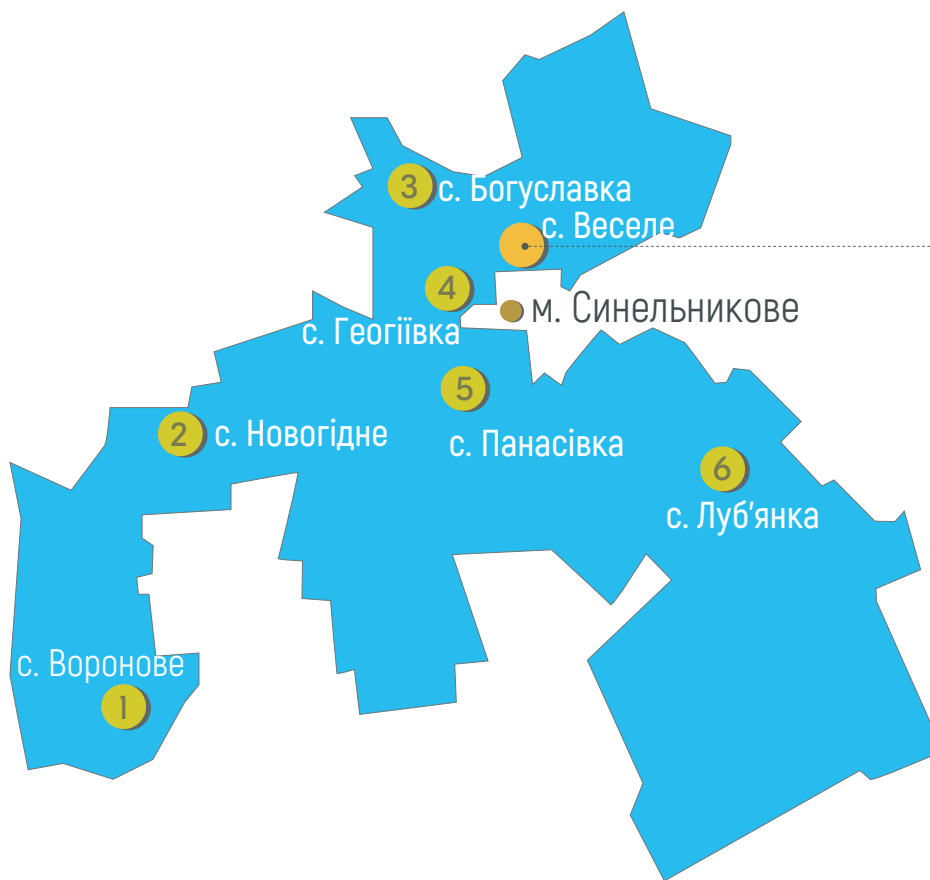 3 с. Богуславка
с. Веселе
4
м. Синельникове
с. Геогіївка
5
2 с. Новогідне
с. Панасівка
6
с. Луб'янка
с. Воронове
1